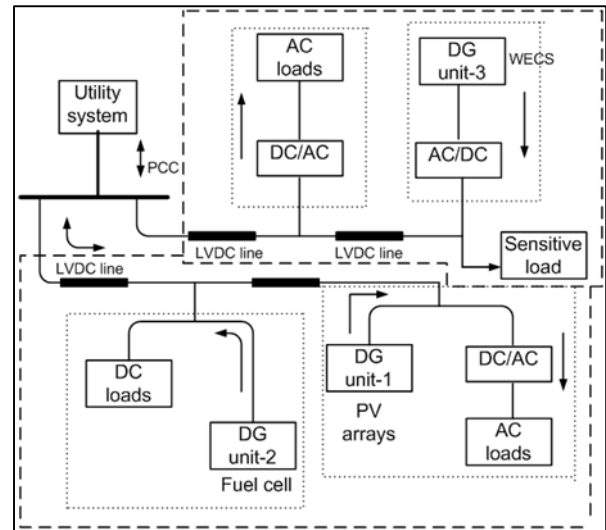 AC
loads
DG
unit-3
WECS
Utility
system
PCC
DC/AC
AC/DC
LVDC line
LVDC line
Sensitive
load
LVDC line
DC
loads
DG
unit-2
Fuel cell
DG
unit-1
PV
arrays
DC/AC
AC
loads